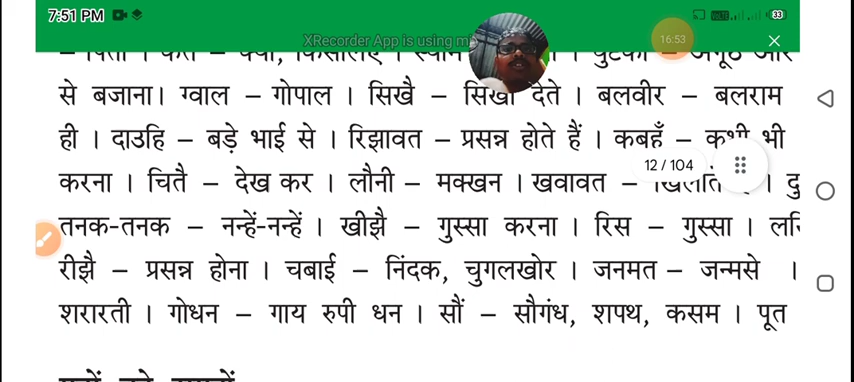 7:51 PM
33
XRecorder App is using m
16:53
से बजाना। ग्वाल – गोपाल । सिखै – सिखा देते । बलवीर – बलराम
ही । दाउहि – बड़े भाई से । रिझावत – प्रसन्न होते हैं । कबहुँ – कभी भी
12 / 104
करना । चितै – देख कर । लौनी – मक्खन । खवावत –
तनक-तनक – नन्हें-नन्हें । खीझै – गुस्सा करना । रिस – गुस्सा ।
रीझै – प्रसन्न होना । चबाई – निंदक, चुगलखोर । जनमत – जन्मसे ।
शरारती । गोधन – गाय रुपी धन । सौं – सौगंध, शपथ, कसम । पूत